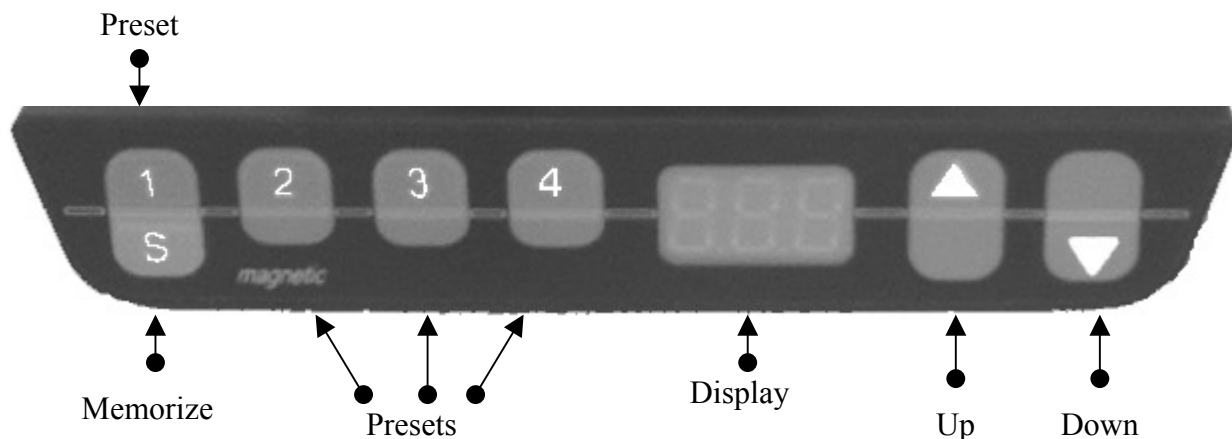 Preset
1
2
3
4
S
magnetic
Memorize
Presets
Display
Up
Down